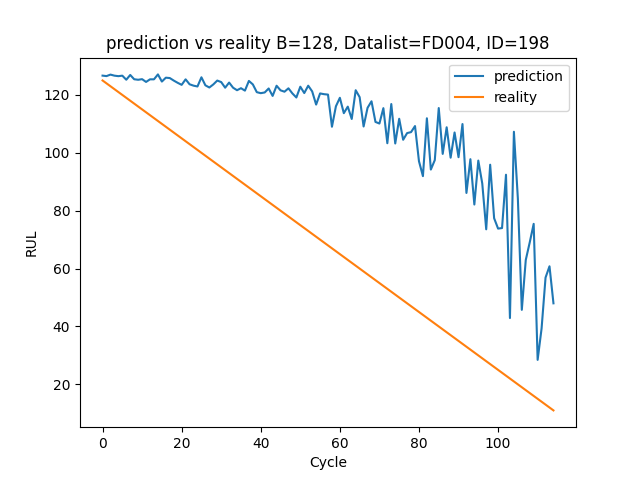 prediction vs reality B=128, Datalist=FD004, ID=198
prediction
reality
RUL
120
100
80
60
40
20
0 20 40 60 80 100
Cycle